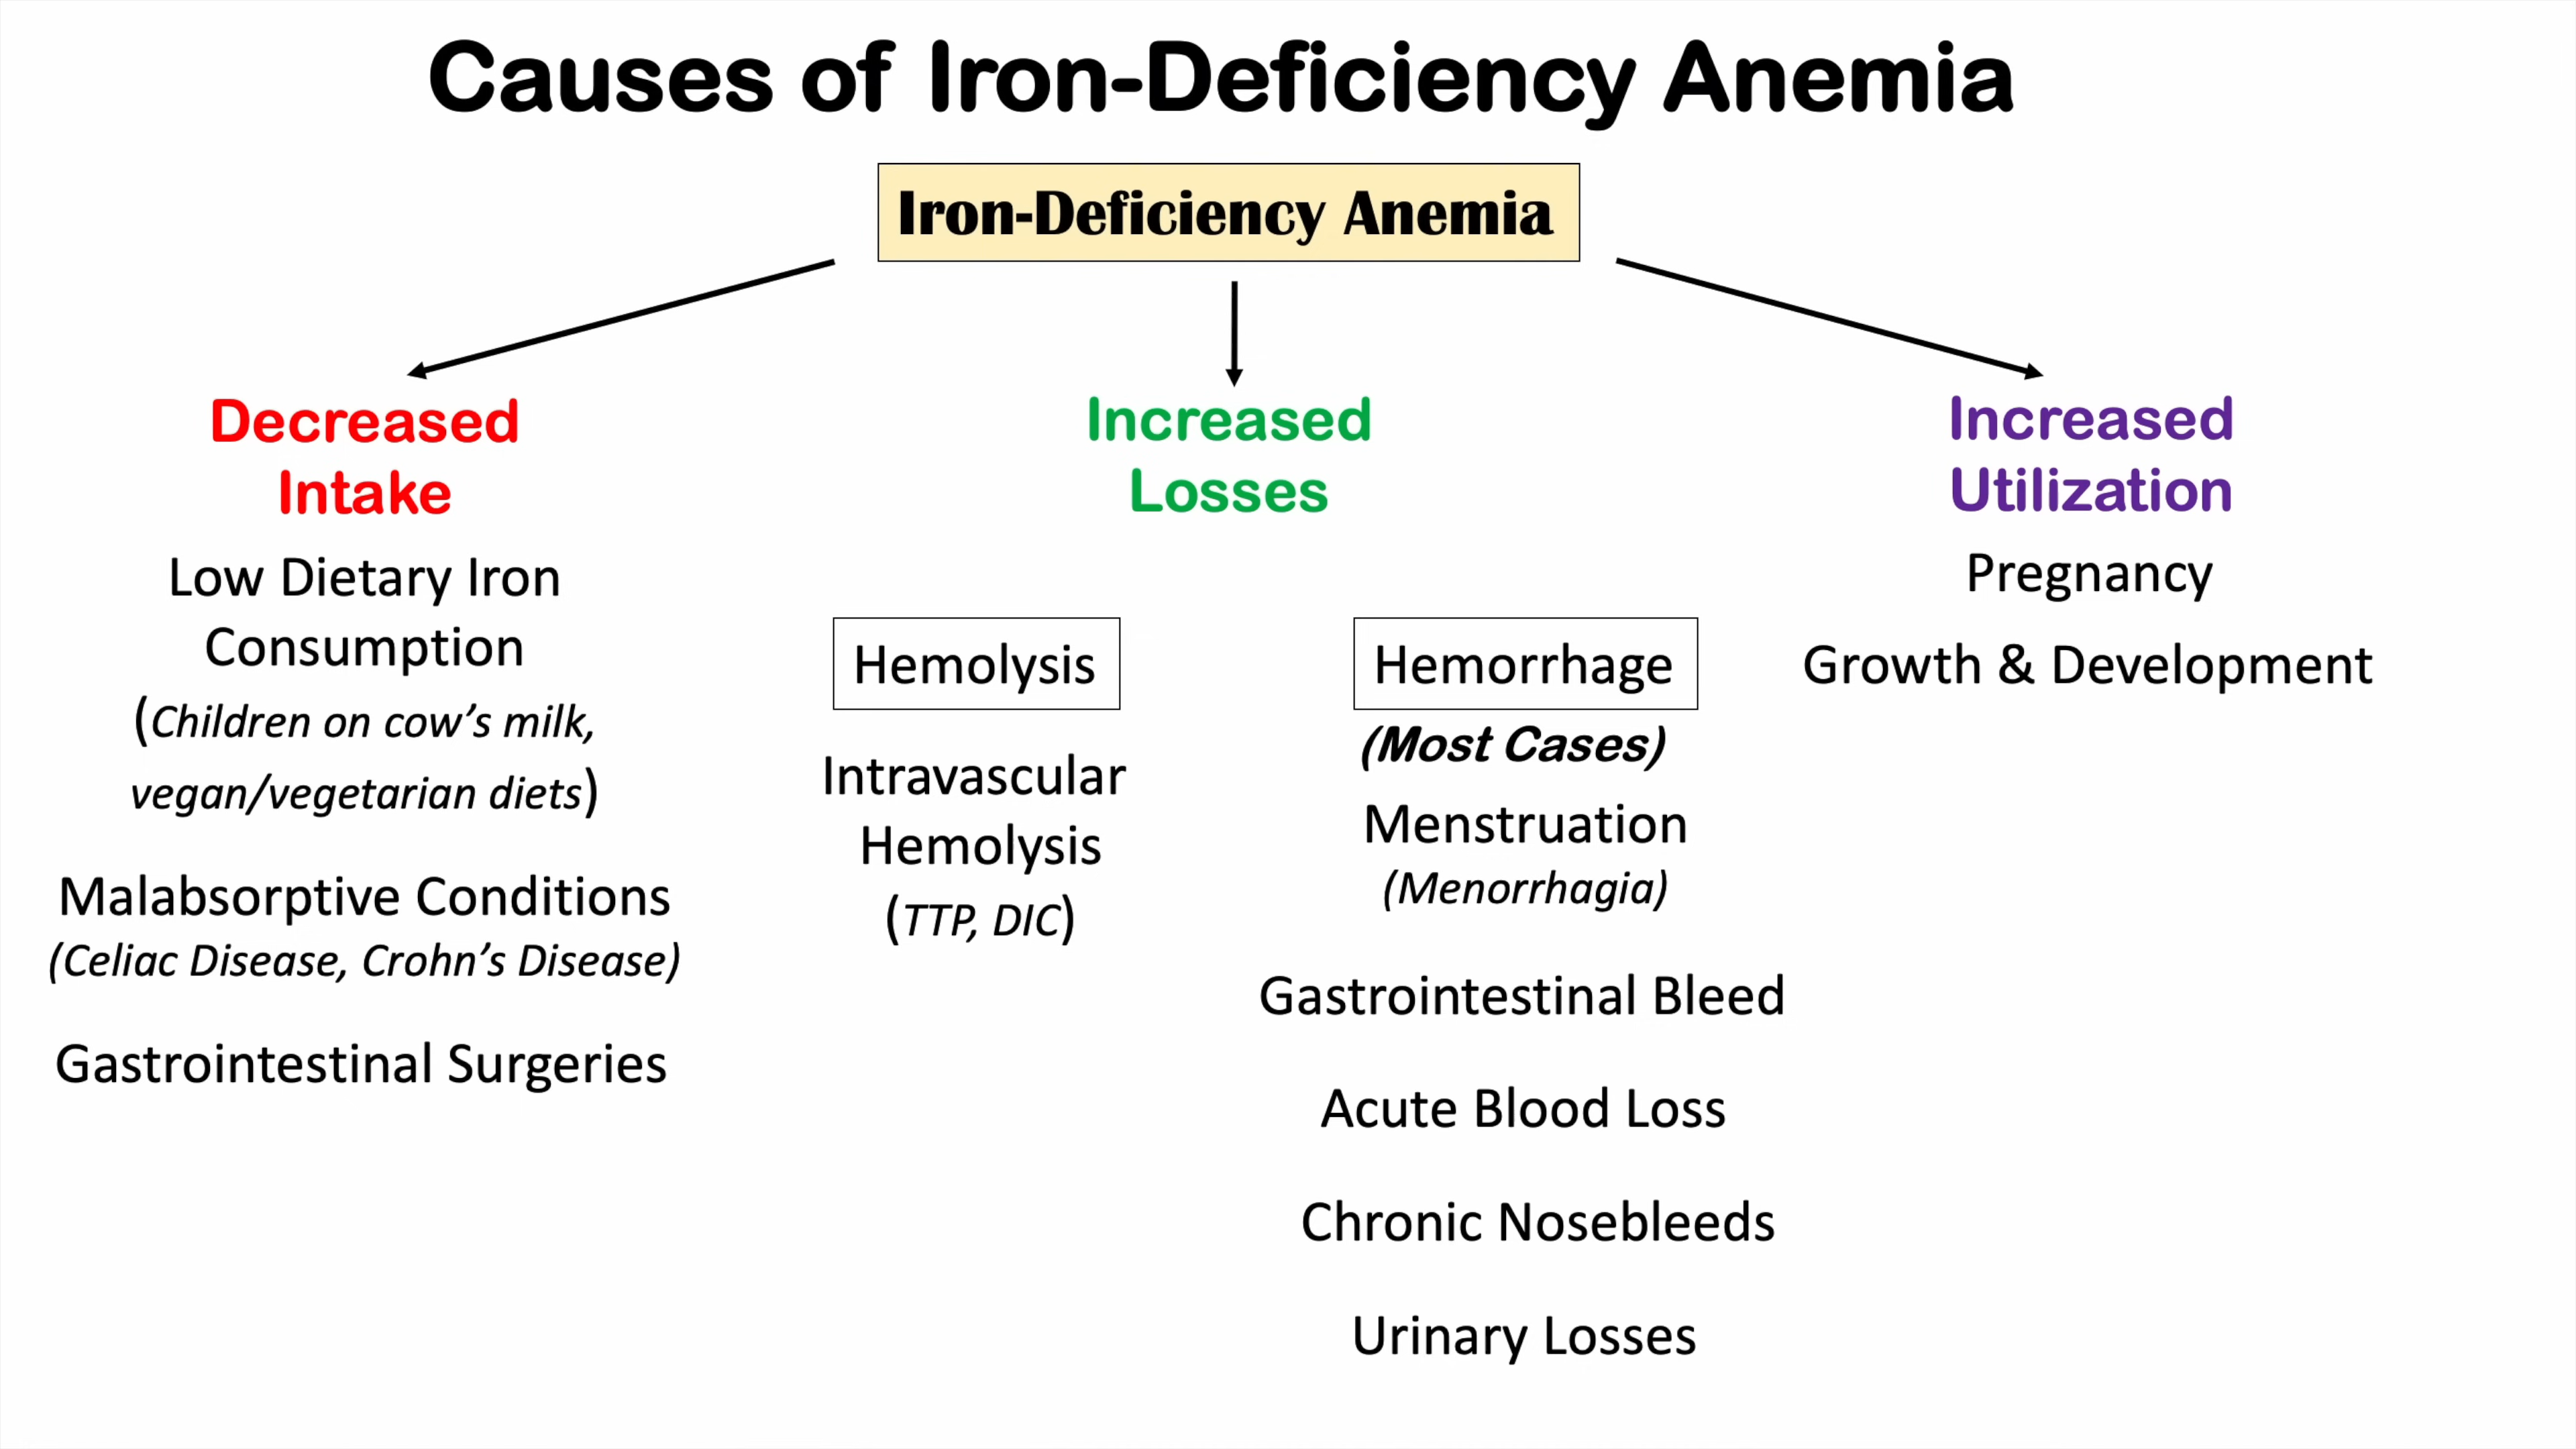 Causes of Iron-Deficiency Anemia
Iron-Deficiency Anemia
Decreased
Intake
Low Dietary Iron
Consumption
(Children on cow’s milk,
vegan/vegetarian diets)
Malabsorptive Conditions
(Celiac Disease, Crohn’s Disease)
Gastrointestinal Surgeries
Increased
Losses
Hemolysis
Intravascular
Hemolysis
(TTP, DIC)
Hemorrhage
(Most Cases)
Menstruation
(Menorrhagia)
Gastrointestinal Bleed
Acute Blood Loss
Chronic Nosebleeds
Urinary Losses
Increased
Utilization
Pregnancy
Growth & Development